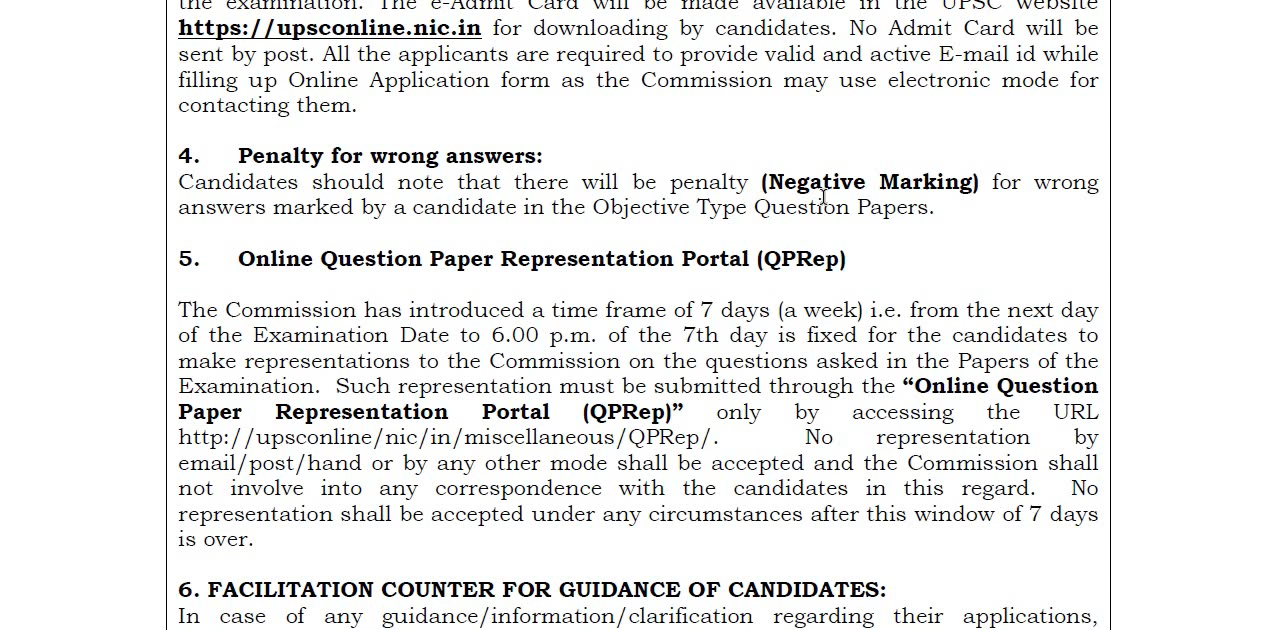 the examination. The e-Admit Card will be made available in the UPSC website
https://upsconline.nic.in for downloading by candidates. No Admit Card will be
sent by post. All the applicants are required to provide valid and active E-mail id while
filling up Online Application form as the Commission may use electronic mode for
contacting them.
4. Penalty for wrong answers:
Candidates should note that there will be penalty (Negative Marking) for wrong
answers marked by a candidate in the Objective Type Question Papers.
5. Online Question Paper Representation Portal (QPRep)
The Commission has introduced a time frame of 7 days (a week) i.e. from the next day
of the Examination Date to 6.00 p.m. of the 7th day is fixed for the candidates to
make representations to the Commission on the questions asked in the Papers of the
Examination. Such representation must be submitted through the “Online Question
Paper Representation Portal (QPRep)” only by accessing the URL
http://upsconline/nic/in/miscellaneous/QPRep/. No representation by
email/post/hand or by any other mode shall be accepted and the Commission shall
not involve into any correspondence with the candidates in this regard. No
representation shall be accepted under any circumstances after this window of 7 days
is over.
6. FACILITATION COUNTER FOR GUIDANCE OF CANDIDATES:
In case of any guidance/information/clarification regarding their applications,